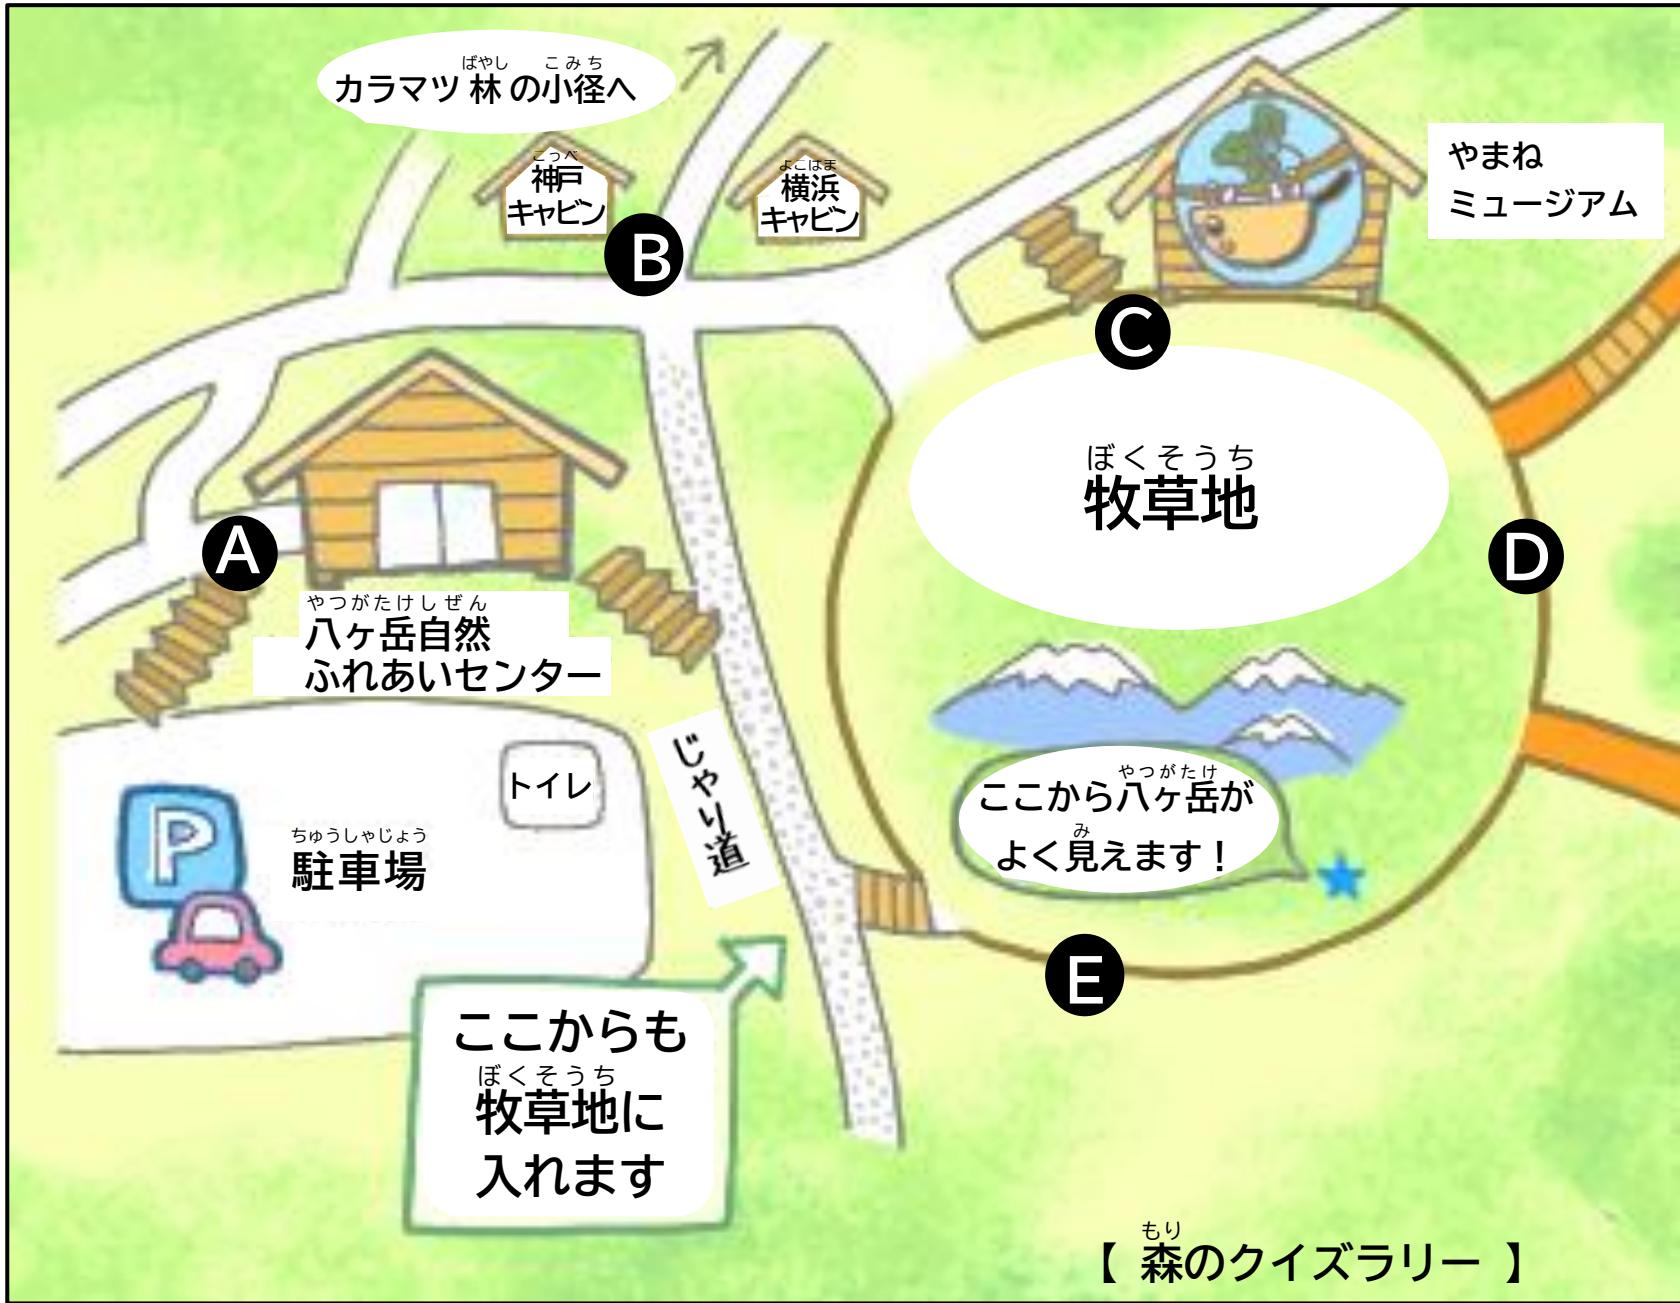 カラマツ林の小径へ
ばやし こみち
こうべ
神戸
キャビン
よこはま
横浜
キャビン
やまね
ミュージアム
B
C
ぼくそうち
牧草地
A
D
やつがたけしぜん
八ヶ岳自然
ふれあいセンター
トイレ
P
ちゅうしゃじょう
駐車場
じゃり道
やつがたけ
ここから八ヶ岳が
み
よく見えます!
E
ここからも
ぼくそうち
牧草地に
入れます
もり
【 森のクイズラリー 】